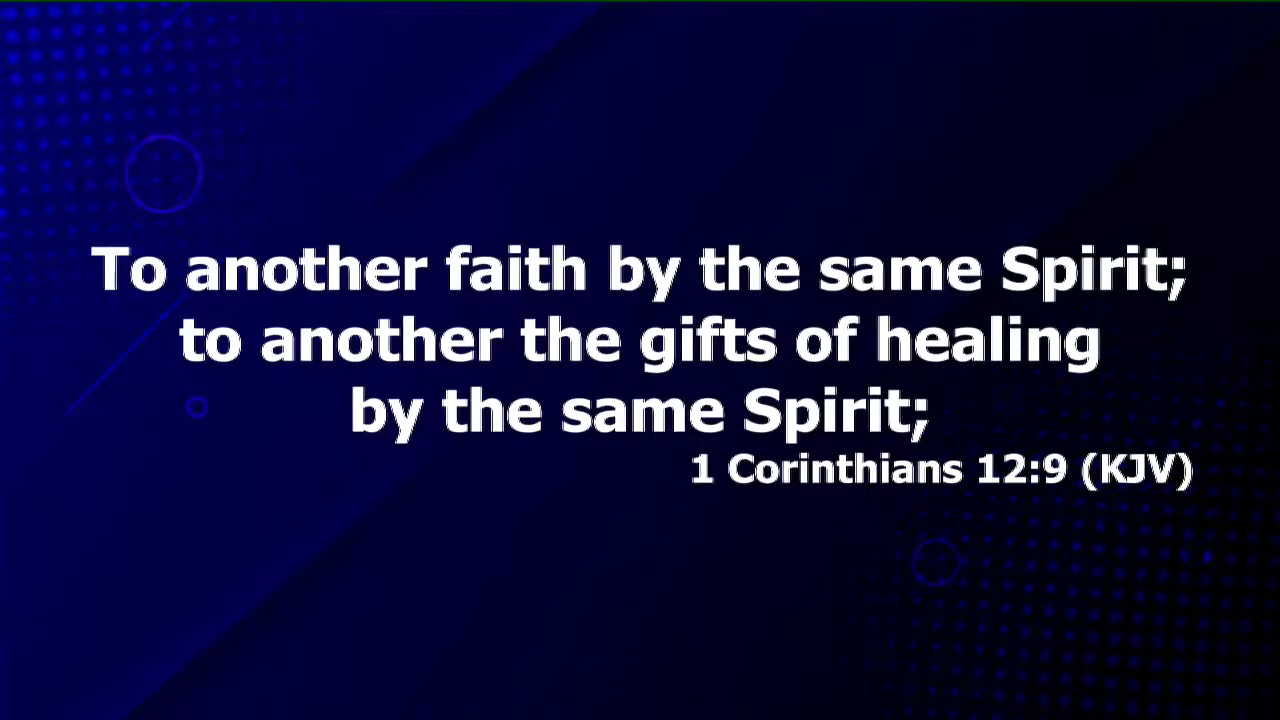 To another faith by the same Spirit;
to another the gifts of healing
by the same Spirit;
1 Corinthians 12:9 (KJV)